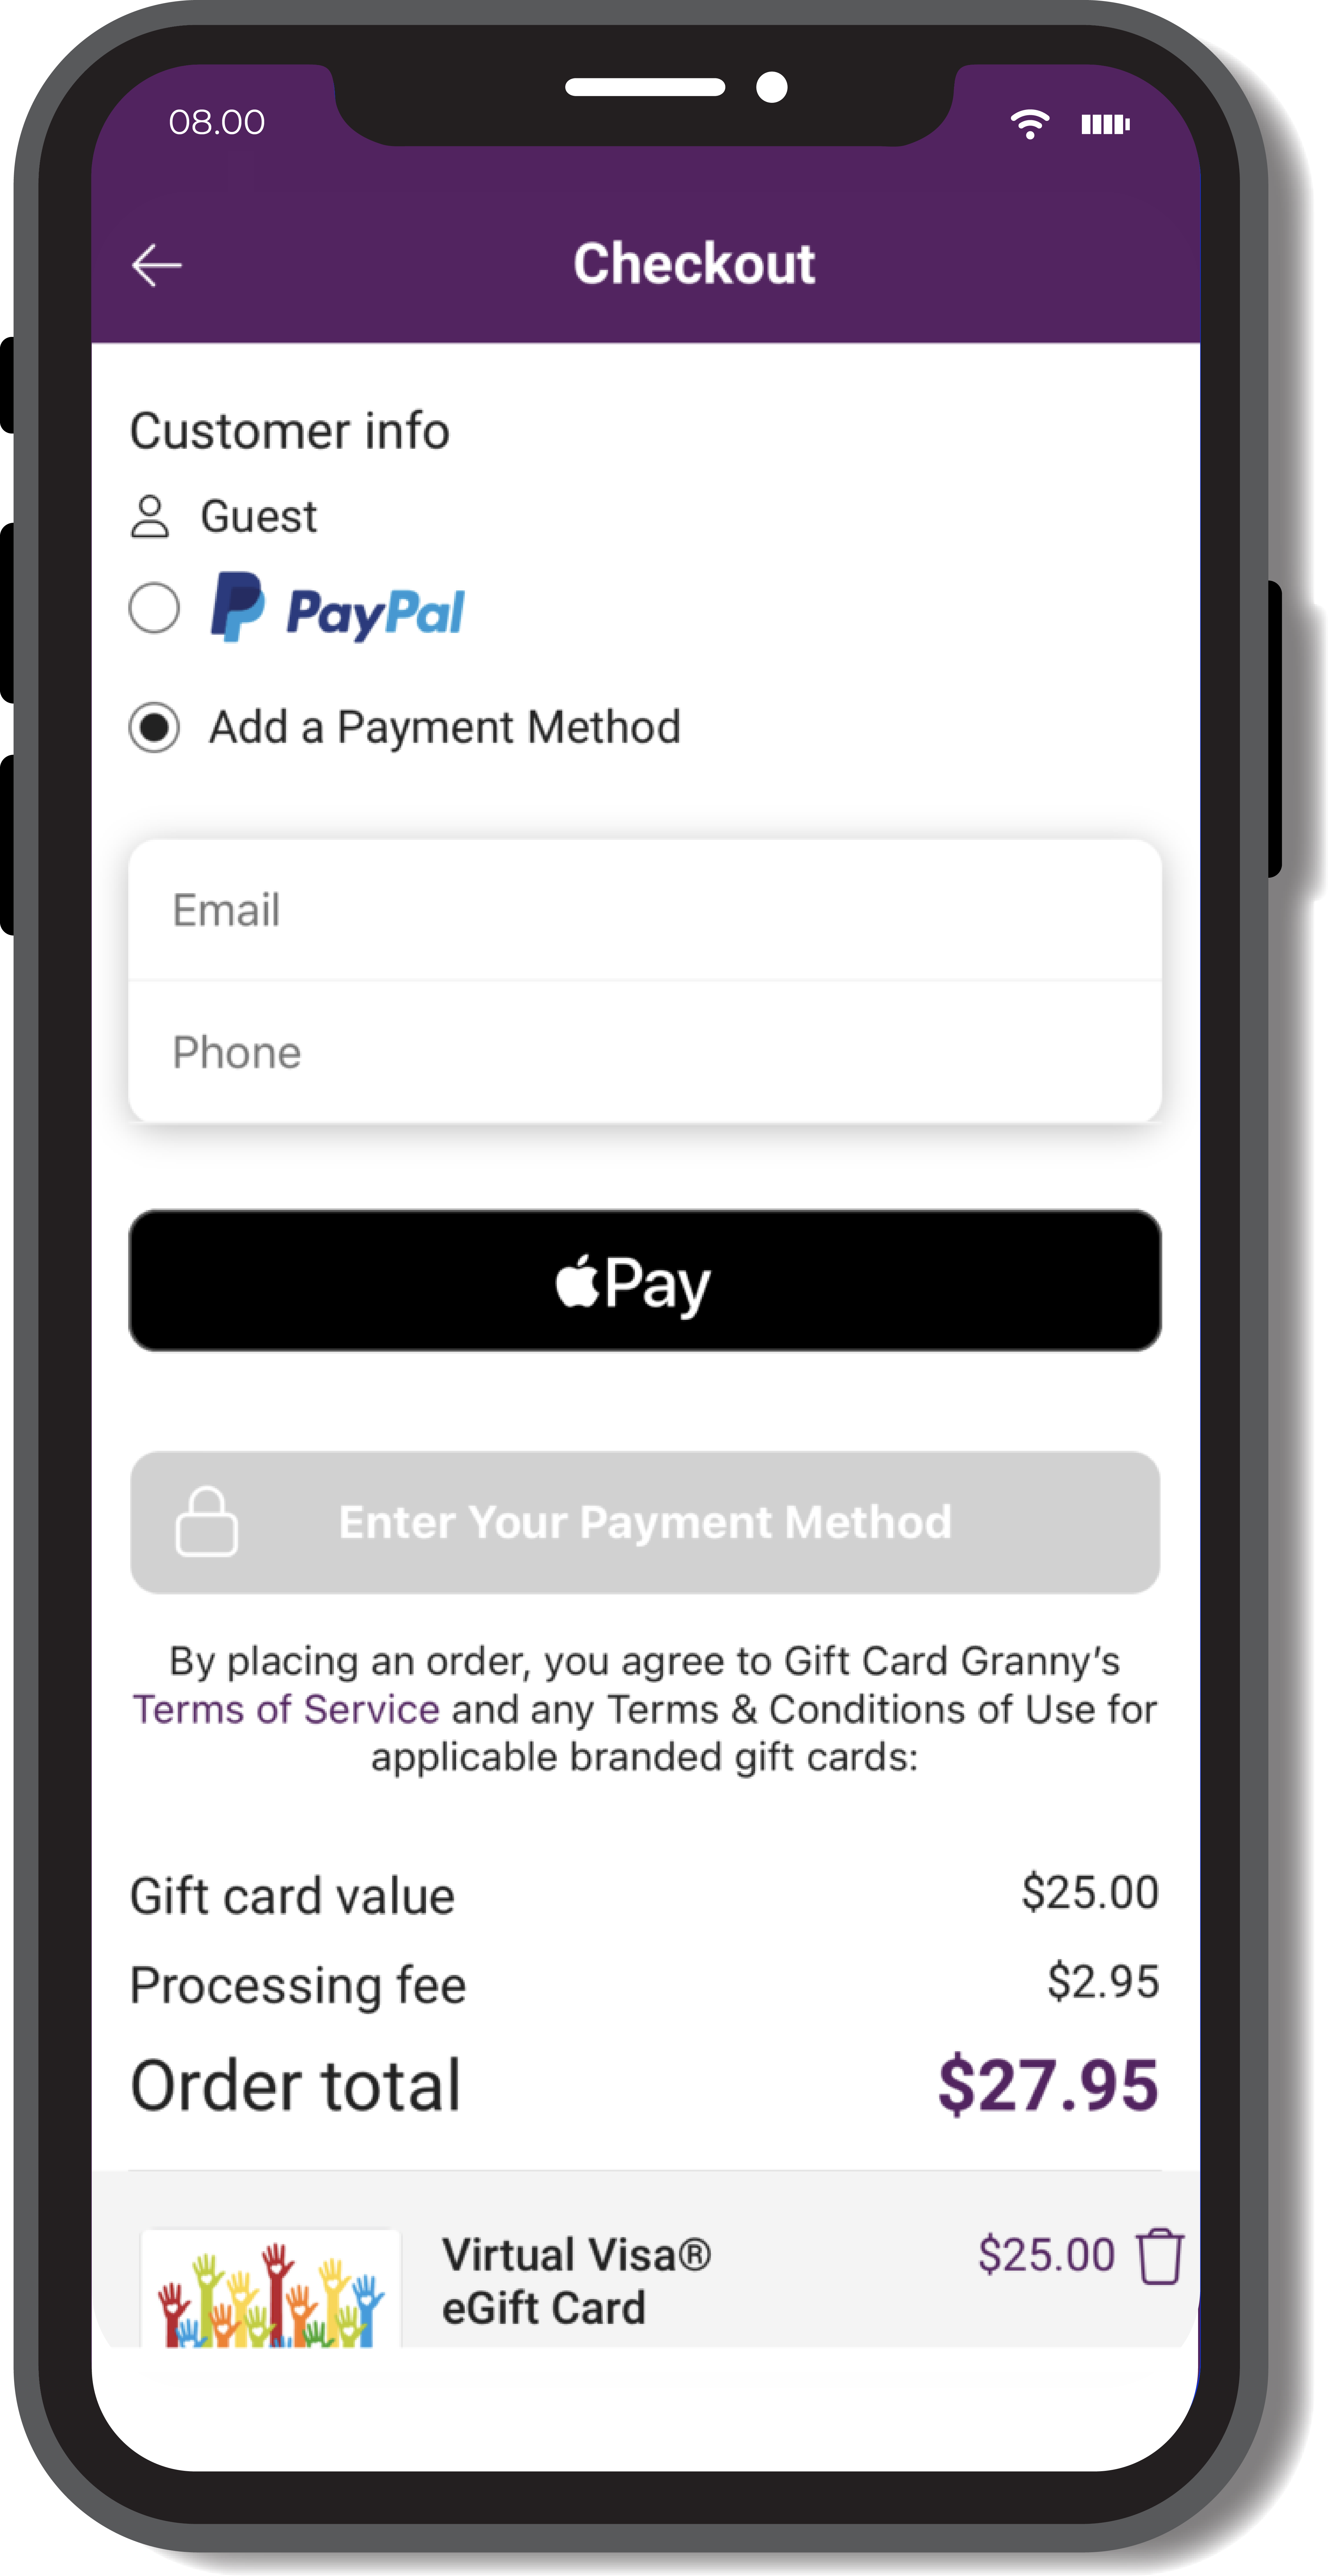 08.00
Checkout
Customer info
Guest
PayPal
Add a Payment Method
Email
Phone
Pay
Enter Your Payment Method
By placing an order, you agree to Gift Card Granny’s
Terms of Service and any Terms & Conditions of Use for
applicable branded gift cards:
Gift card value $25.00
Processing fee $2.95
Order total $27.95
Virtual Visa® $25.00
eGift Card